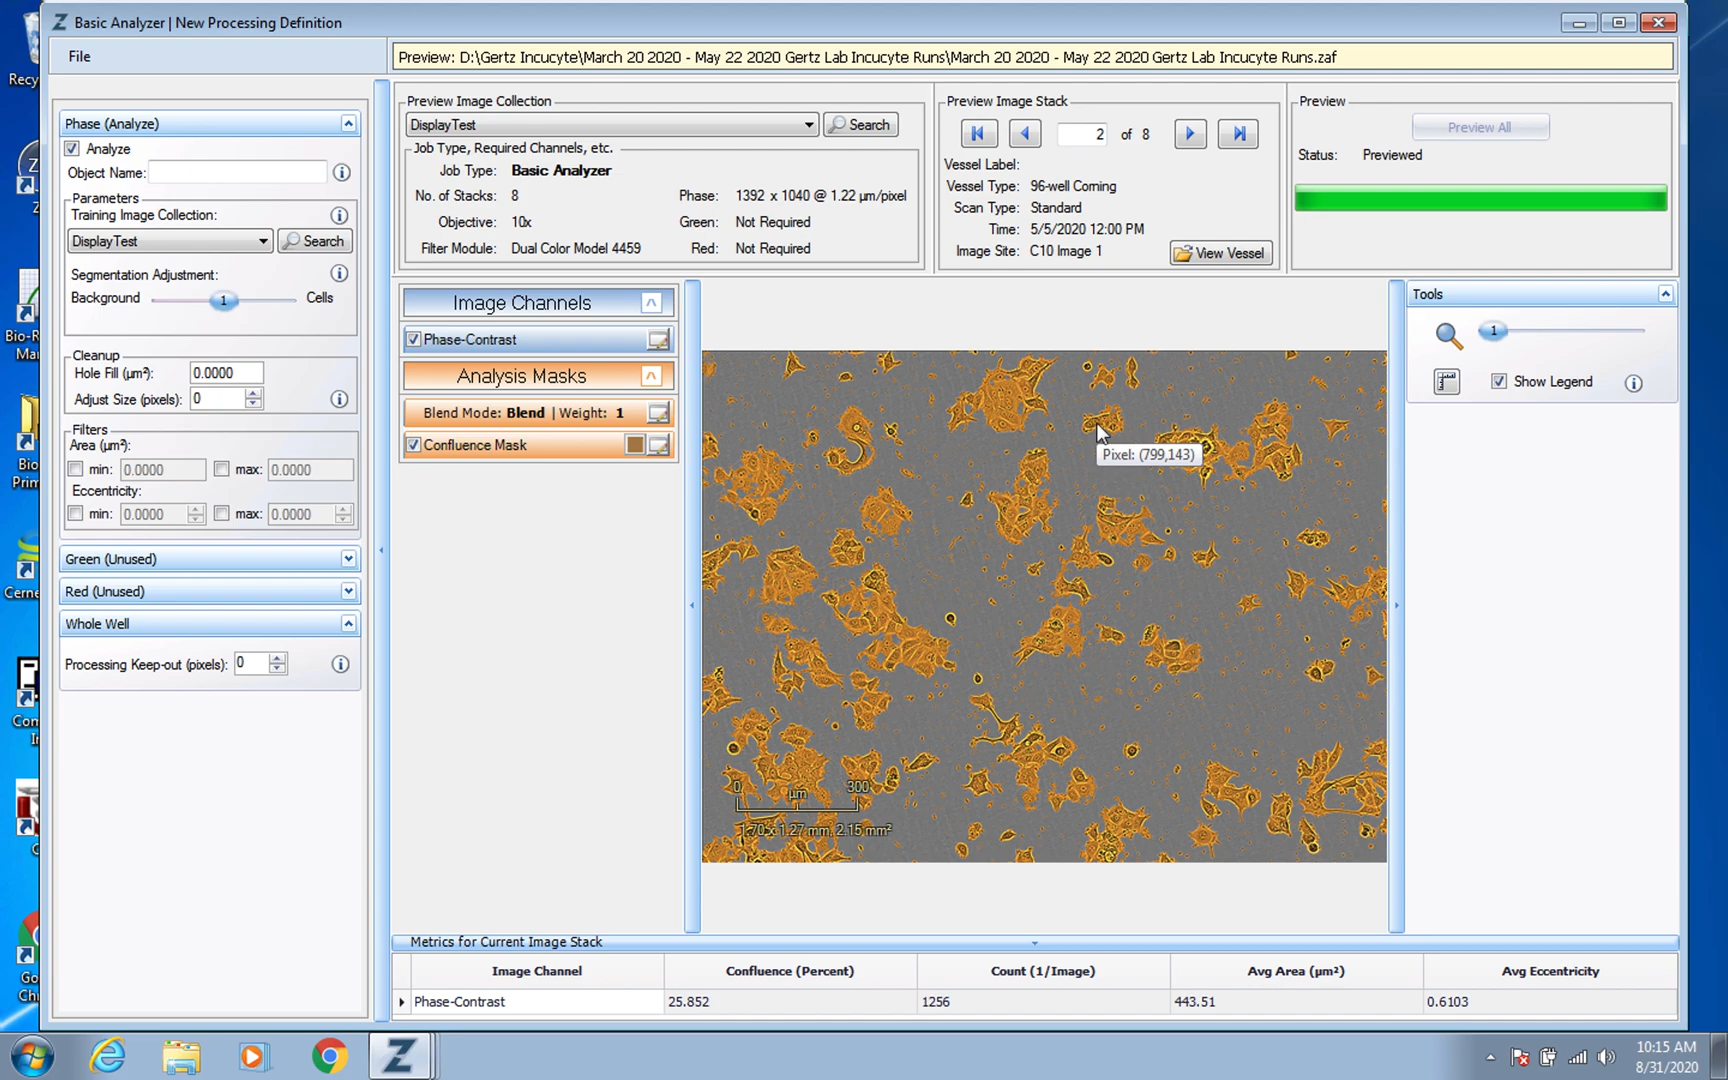 Basic Analyzer | New Processing Definition
File
Preview: D:\Gertz Incucyte\March 20 2020 - May 22 2020 Gertz Lab Incucyte Runs\March 20 2020 - May 22 2020 Gertz Lab Incucyte Runs.zaf
Recy
Z
Bio-R
Mar
Bio
Prim
Cerne
Com
In
C
Go
Chr
Phase (Analyze)
Analyze
Object Name:
Parameters
Training Image Collection:
DisplayTest
Search
Segmentation Adjustment:
Background
1
Cells
Cleanup
Hole Fill (µm²): 0.0000
Adjust Size (pixels): 0
Filters
Area (µm²):
min: 0.0000 max: 0.0000
Eccentricity:
min: 0.0000 max: 0.0000
Green (Unused)
Red (Unused)
Whole Well
Processing Keep-out (pixels): 0
Preview Image Collection
DisplayTest
Search
Job Type, Required Channels, etc.
Job Type: Basic Analyzer
No. of Stacks: 8 Phase: 1392 x 1040 @ 1.22 µm/pixel
Objective: 10x Green: Not Required
Filter Module: Dual Color Model 4459 Red: Not Required
Preview Image Stack
2 of 8
Vessel Label:
Vessel Type: 96-well Corning
Scan Type: Standard
Time: 5/5/2020 12:00 PM
Image Site: C10 Image 1
View Vessel
Preview
Preview All
Status: Previewed
Image Channels
Phase-Contrast
Analysis Masks
Blend Mode: Blend | Weight: 1
Confluence Mask
Pixel: (799,143)
0 µm 300
1.70 x 1.27 mm, 2.15 mm²
Tools
1
Show Legend
Metrics for Current Image Stack
Image Channel Confluence (Percent) Count (1/Image) Avg Area (µm²) Avg Eccentricity
Phase-Contrast 25.852 1256 443.51 0.6103
10:15 AM
8/31/2020